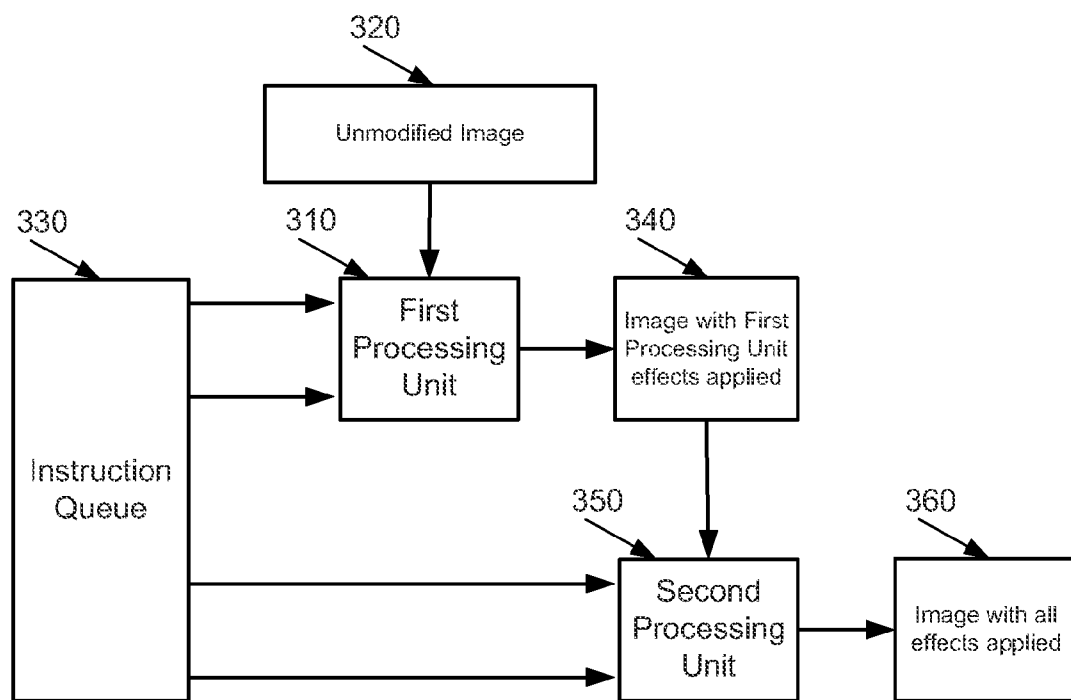 320
Unmodified Image
330
310
340
First
Processing
Unit
Image with First
Processing Unit
effects applied
Instruction
Queue
350
360
Second
Processing
Unit
Image with all
effects applied